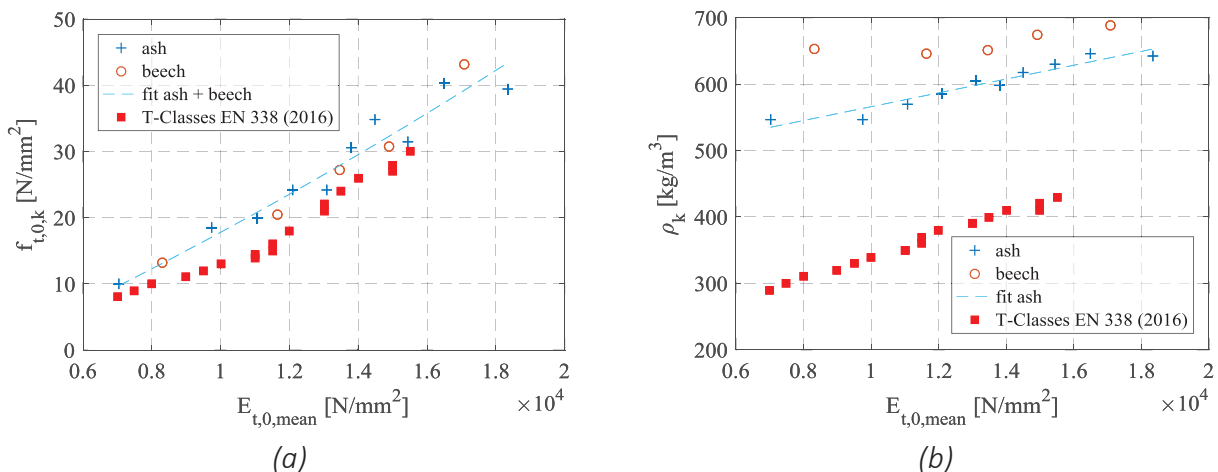 50
40
30
20
10
0
f_{t,0,k} [N/mm^2]
ash
beech
fit ash + beech
T-Classes EN 338 (2016)
0.6 0.8 1 1.2 1.4 1.6 1.8 2
E_{t,0,mean} [N/mm^2]
×10^4
(a)
700
600
500
400
300
200
ρ_k [kg/m^3]
ash
beech
fit ash
T-Classes EN 338 (2016)
0.6 0.8 1 1.2 1.4 1.6 1.8 2
E_{t,0,mean} [N/mm^2]
×10^4
(b)